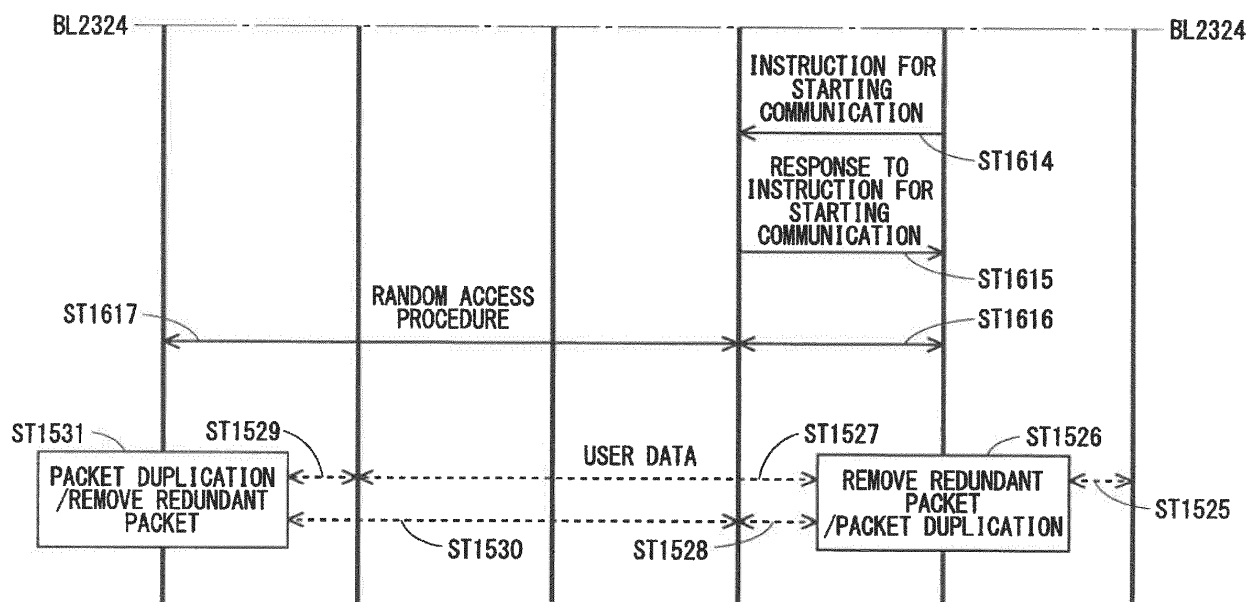 BL2324
BL2324
INSTRUCTION FOR
STARTING
COMMUNICATION
ST1614
RESPONSE TO
INSTRUCTION FOR
STARTING
COMMUNICATION
ST1615
RANDOM ACCESS
PROCEDURE
ST1617
ST1616
ST1531
ST1529
USER DATA
ST1527
ST1526
PACKET DUPLICATION
/REMOVE REDUNDANT
PACKET
REMOVE REDUNDANT
PACKET
/PACKET DUPLICATION
ST1525
ST1530
ST1528